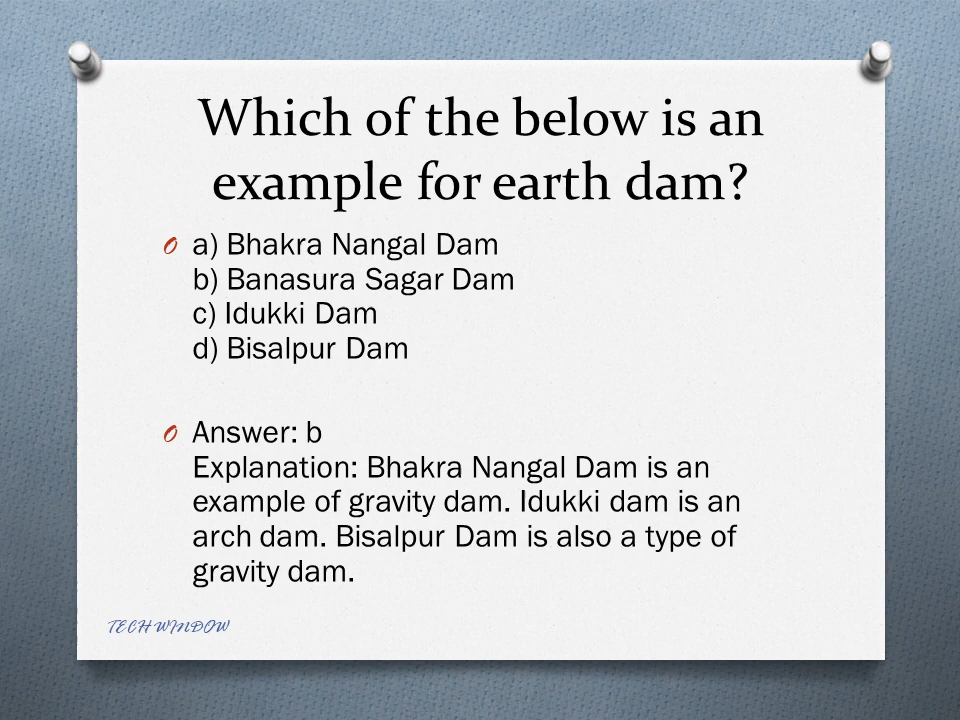 Which of the below is an
example for earth dam?
a) Bhakra Nangal Dam
b) Banasura Sagar Dam
c) Idukki Dam
d) Bisalpur Dam
Answer: b
Explanation: Bhakra Nangal Dam is an
example of gravity dam. Idukki dam is an
arch dam. Bisalpur Dam is also a type of
gravity dam.
TECH WINDOW